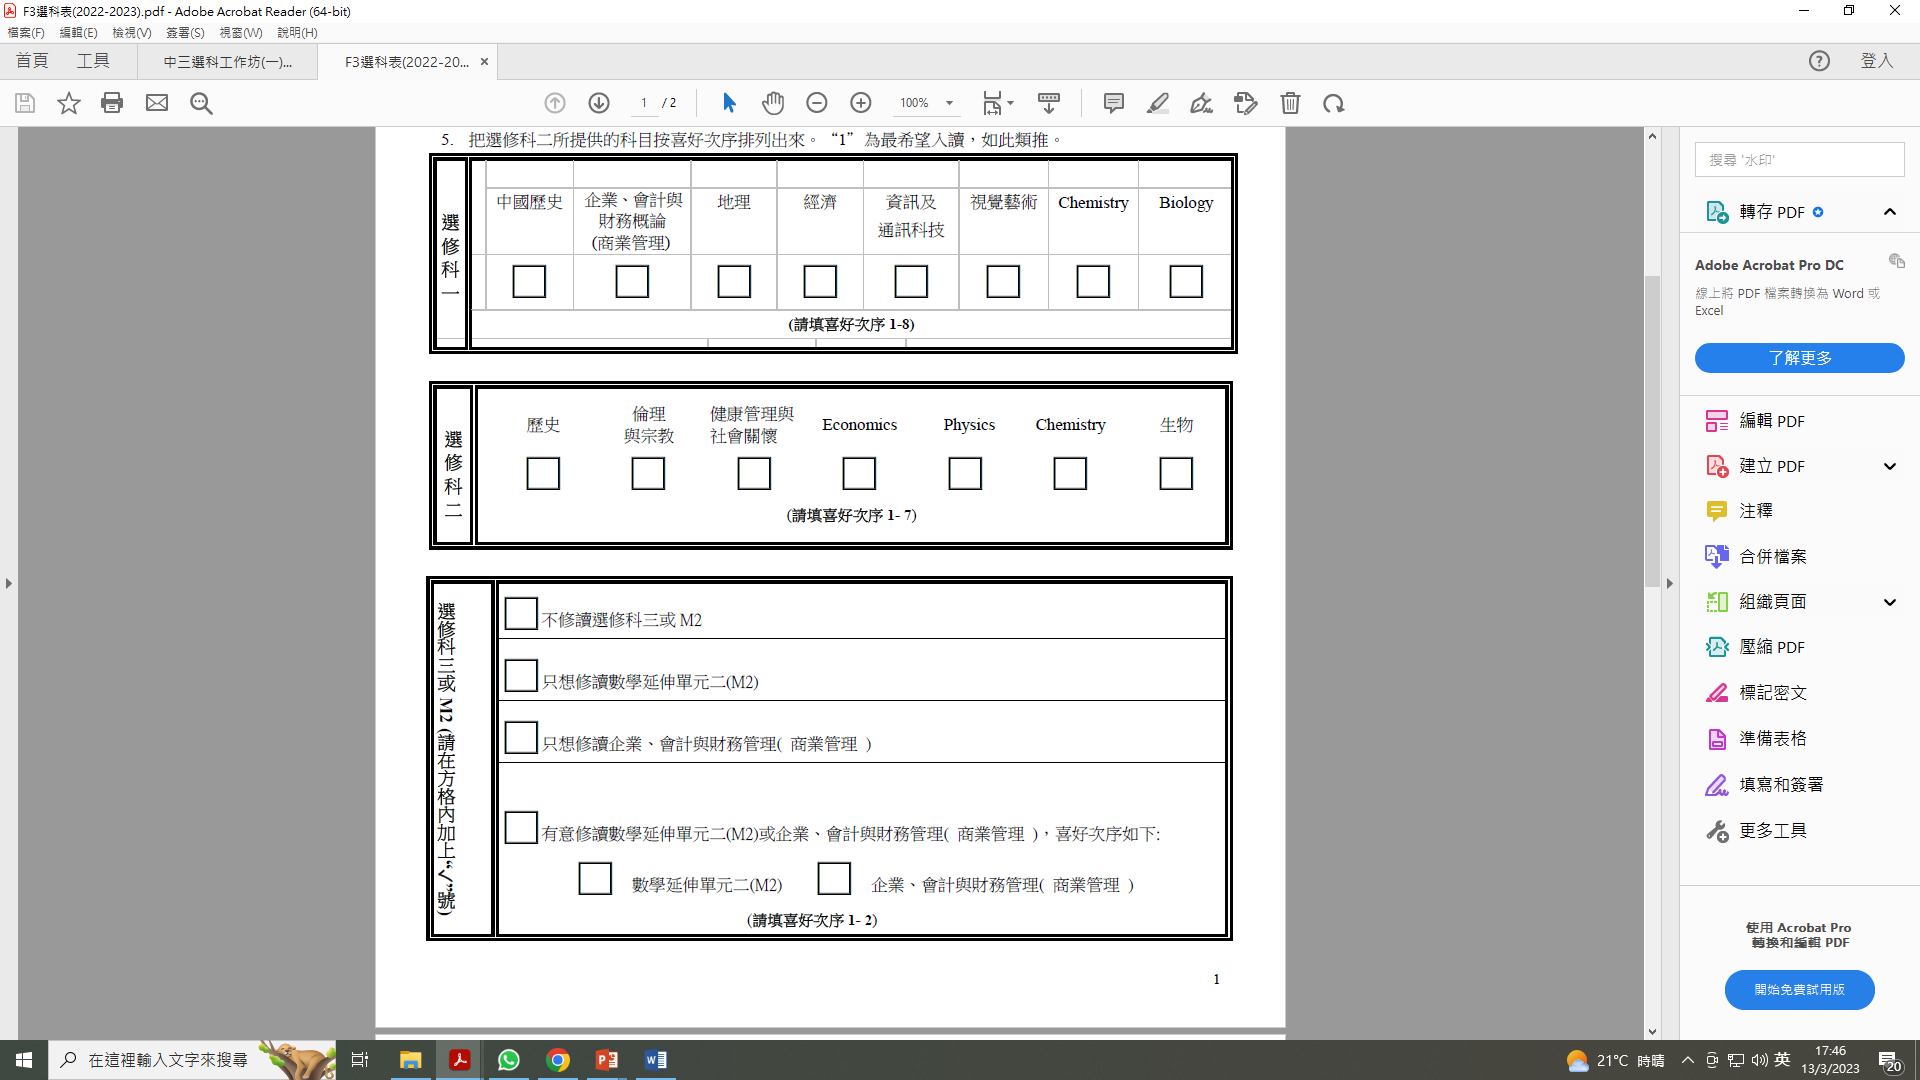 F3選科表(2022-2023).pdf - Adobe Acrobat Reader (64-bit)
檔案(F) 編輯(E) 檢視(V) 簽署(S) 視窗(W) 說明(H)
首頁 工具 中三選科工作坊(一)... F3選科表(2022-20... × 登入
1 / 2 100%
5. 把選修科二所提供的科目按喜好次序排列出來。“1”為最希望入讀，如此類推。
選修科一
中國歷史 企業、會計與財務概論(商業管理) 地理 經濟 資訊及通訊科技 視覺藝術 Chemistry Biology
(請填喜好次序 1-8)
選修科二
歷史 倫理與宗教 健康管理與社會關懷 Economics Physics Chemistry 生物
(請填喜好次序 1- 7)
選修科三或 M2 (請在方格內加上“✓”號)
不修讀選修科三或 M2
只想修讀數學延伸單元二(M2)
只想修讀企業、會計與財務管理( 商業管理 )
有意修讀數學延伸單元二(M2)或企業、會計與財務管理( 商業管理 )，喜好次序如下:
數學延伸單元二(M2) 企業、會計與財務管理( 商業管理 )
(請填喜好次序 1- 2)
1
搜尋 '水印'
轉存 PDF
Adobe Acrobat Pro DC
線上將 PDF 檔案轉換為 Word 或
Excel
了解更多
編輯 PDF
建立 PDF
注釋
合併檔案
組織頁面
壓縮 PDF
標記密文
準備表格
填寫和簽署
更多工具
使用 Acrobat Pro
轉換和編輯 PDF
開始免費試用版
在這裡輸入文字來搜尋
21°C 時晴
英
17:46
13/3/2023
20